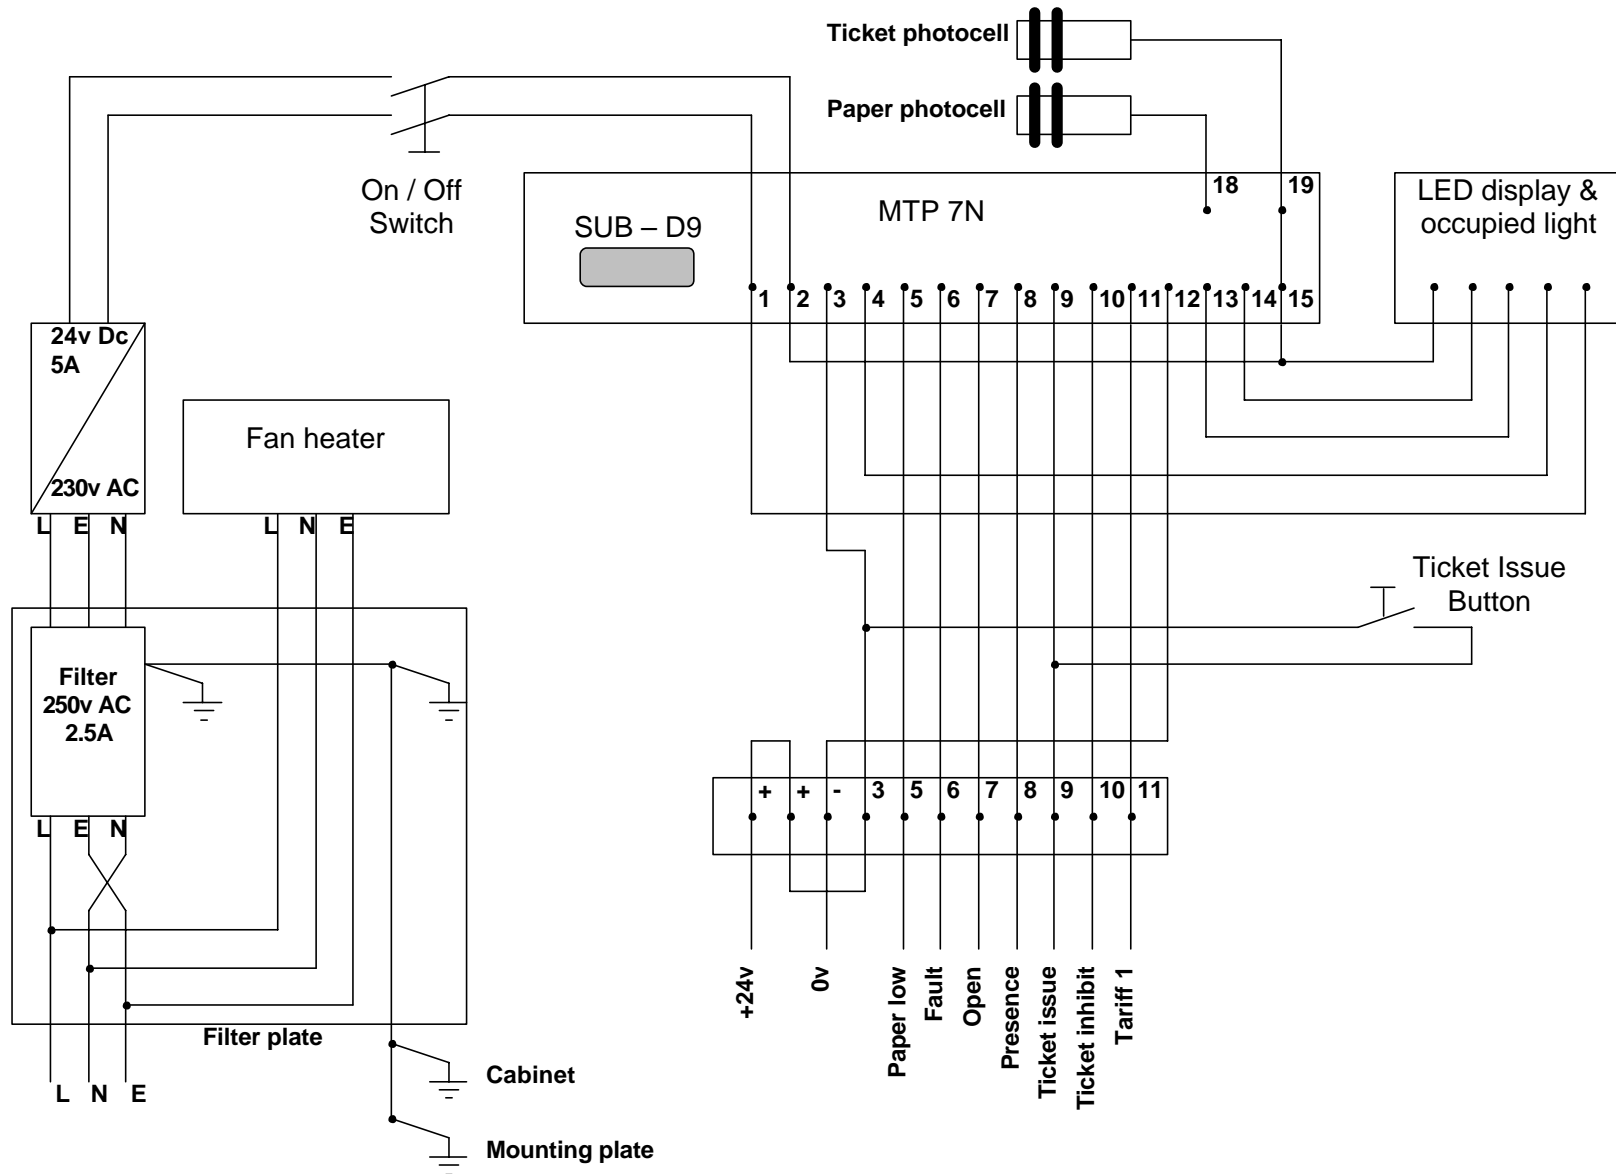 Ticket photocell
Paper photocell
On / Off
Switch
SUB – D9
MTP 7N
18
19
LED display &
occupied light
1 2 3 4 5 6 7 8 9 10 11 12 13 14 15
24v Dc
5A
230v AC
L E N
Fan heater
L N E
Ticket Issue
Button
Filter
250v AC
2.5A
L E N
+ + - 3 5 6 7 8 9 10 11
+24v
0v
Paper low
Fault
Open
Presence
Ticket issue
Ticket inhibit
Tariff 1
Filter plate
L N E
Cabinet
Mounting plate